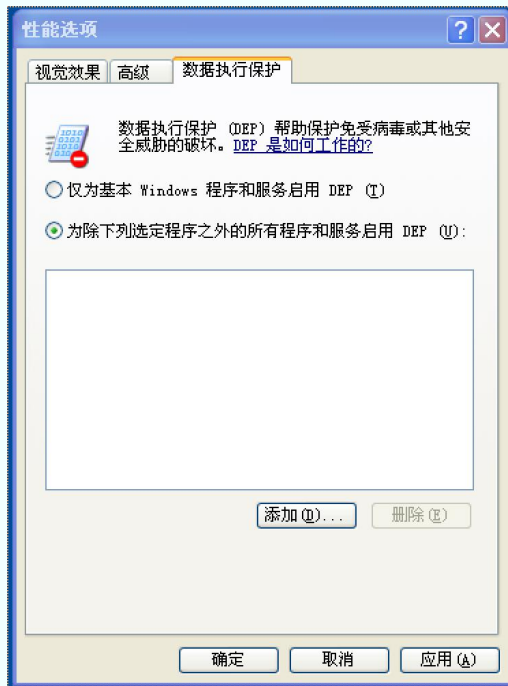 性能选项
视觉效果 高级 数据执行保护
数据执行保护 (DEP) 帮助保护免受病毒或其他安
全威胁的破坏。DEP 是如何工作的?
仅为基本 Windows 程序和服务启用 DEP (T)
为除下列选定程序之外的所有程序和服务启用 DEP (U):
添加(D)... 删除(E)
确定 取消 应用(A)